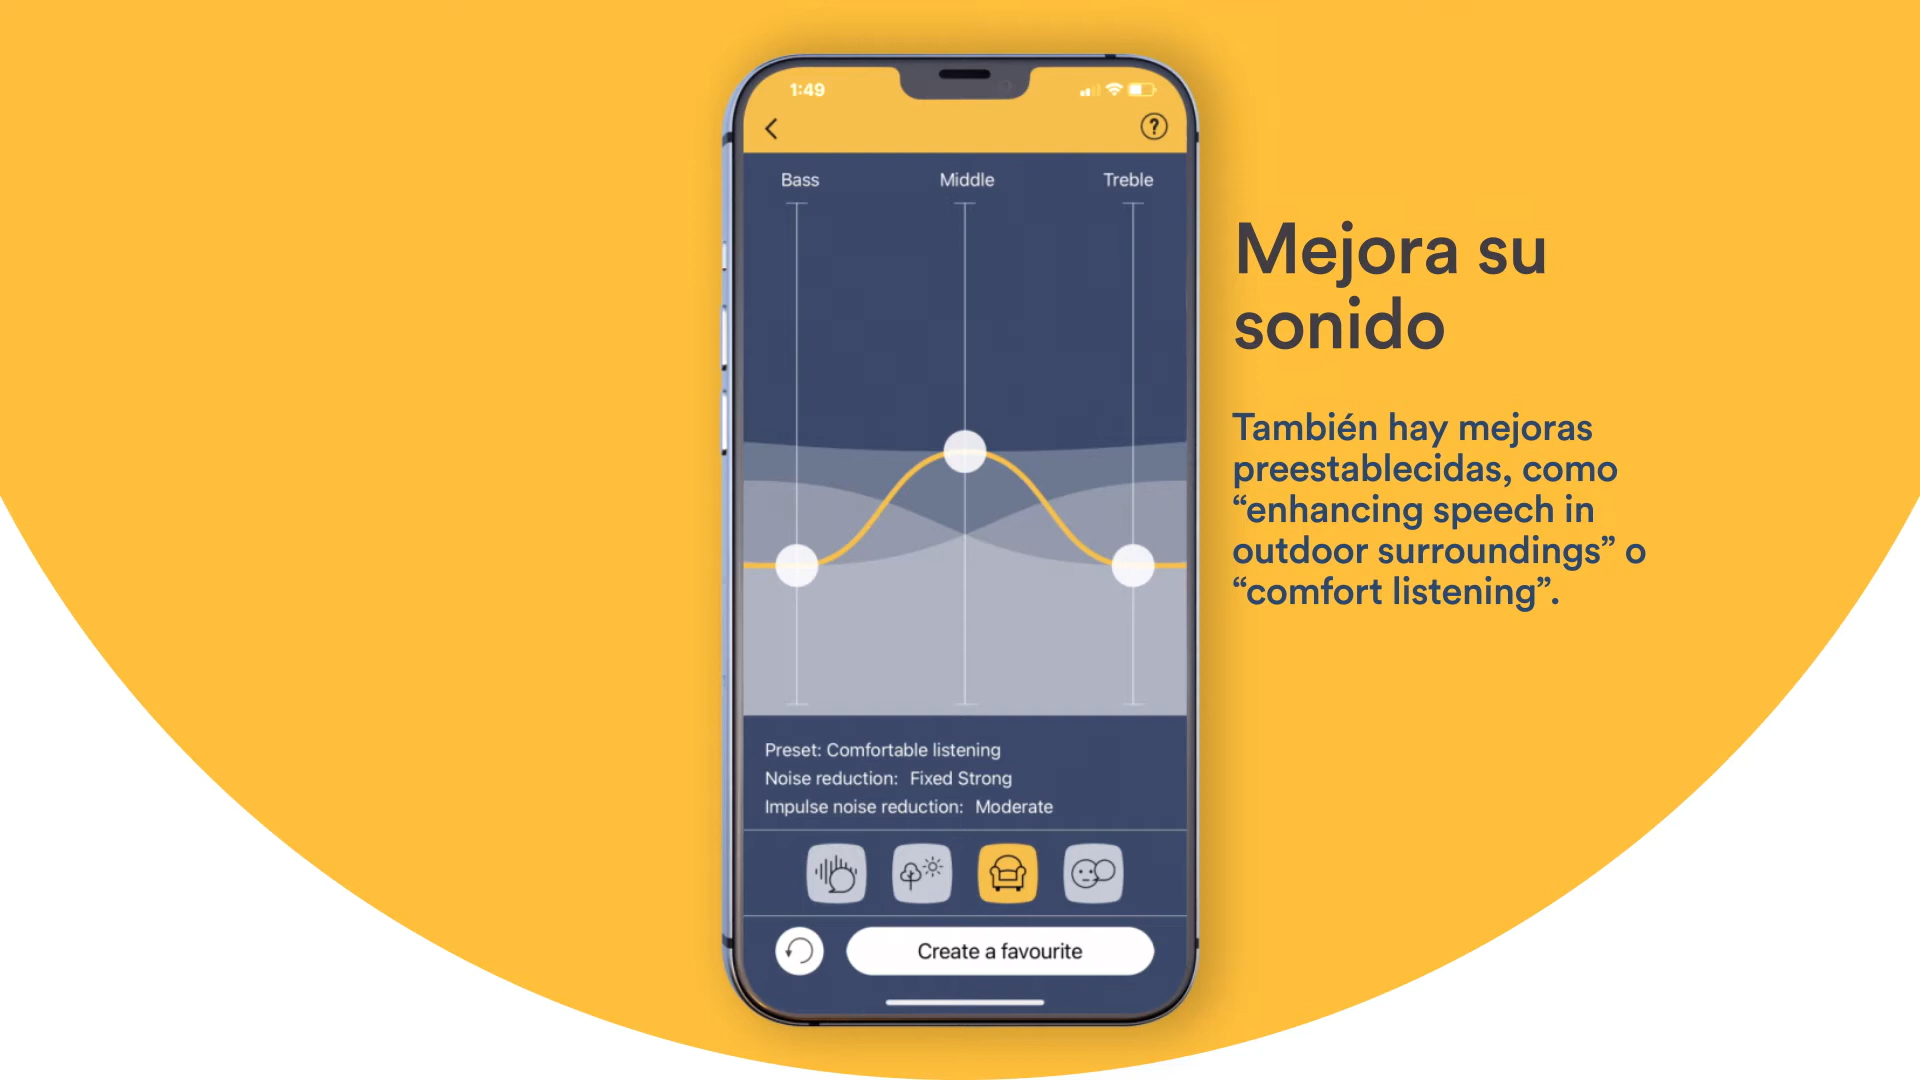 1:49
?
Bass Middle Treble
Preset: Comfortable listening
Noise reduction: Fixed Strong
Impulse noise reduction: Moderate
Create a favourite
Mejora su
sonido
También hay mejoras
preestablecidas, como
“enhancing speech in
outdoor surroundings” o
“comfort listening”.